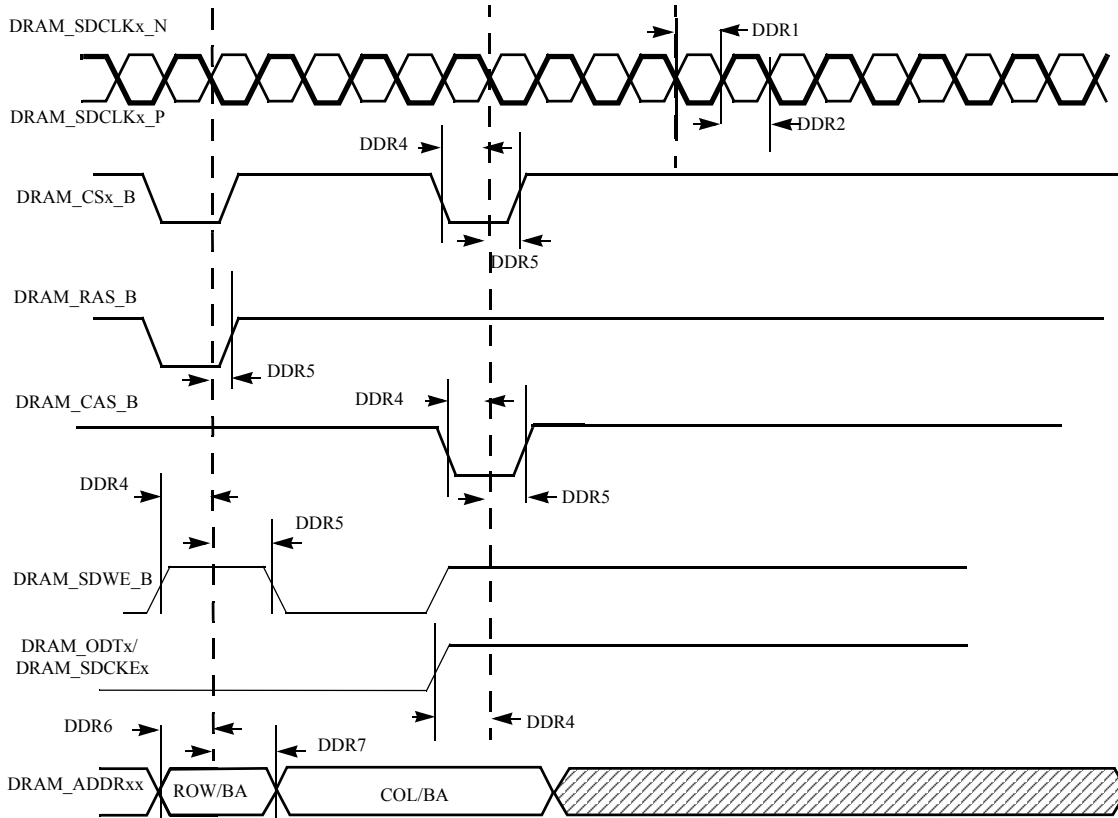 DRAM_SDCLKx_N
DDR1
DRAM_SDCLKx_P
DDR2
DDR4
DRAM_CSx_B
DDR5
DRAM_RAS_B
DDR5
DDR4
DRAM_CAS_B
DDR4
DDR5
DDR5
DRAM_SDWE_B
DRAM_ODTx/
DRAM_SDCKEx
DDR6
DDR4
DDR7
DRAM_ADDRxx
ROW/BA
COL/BA